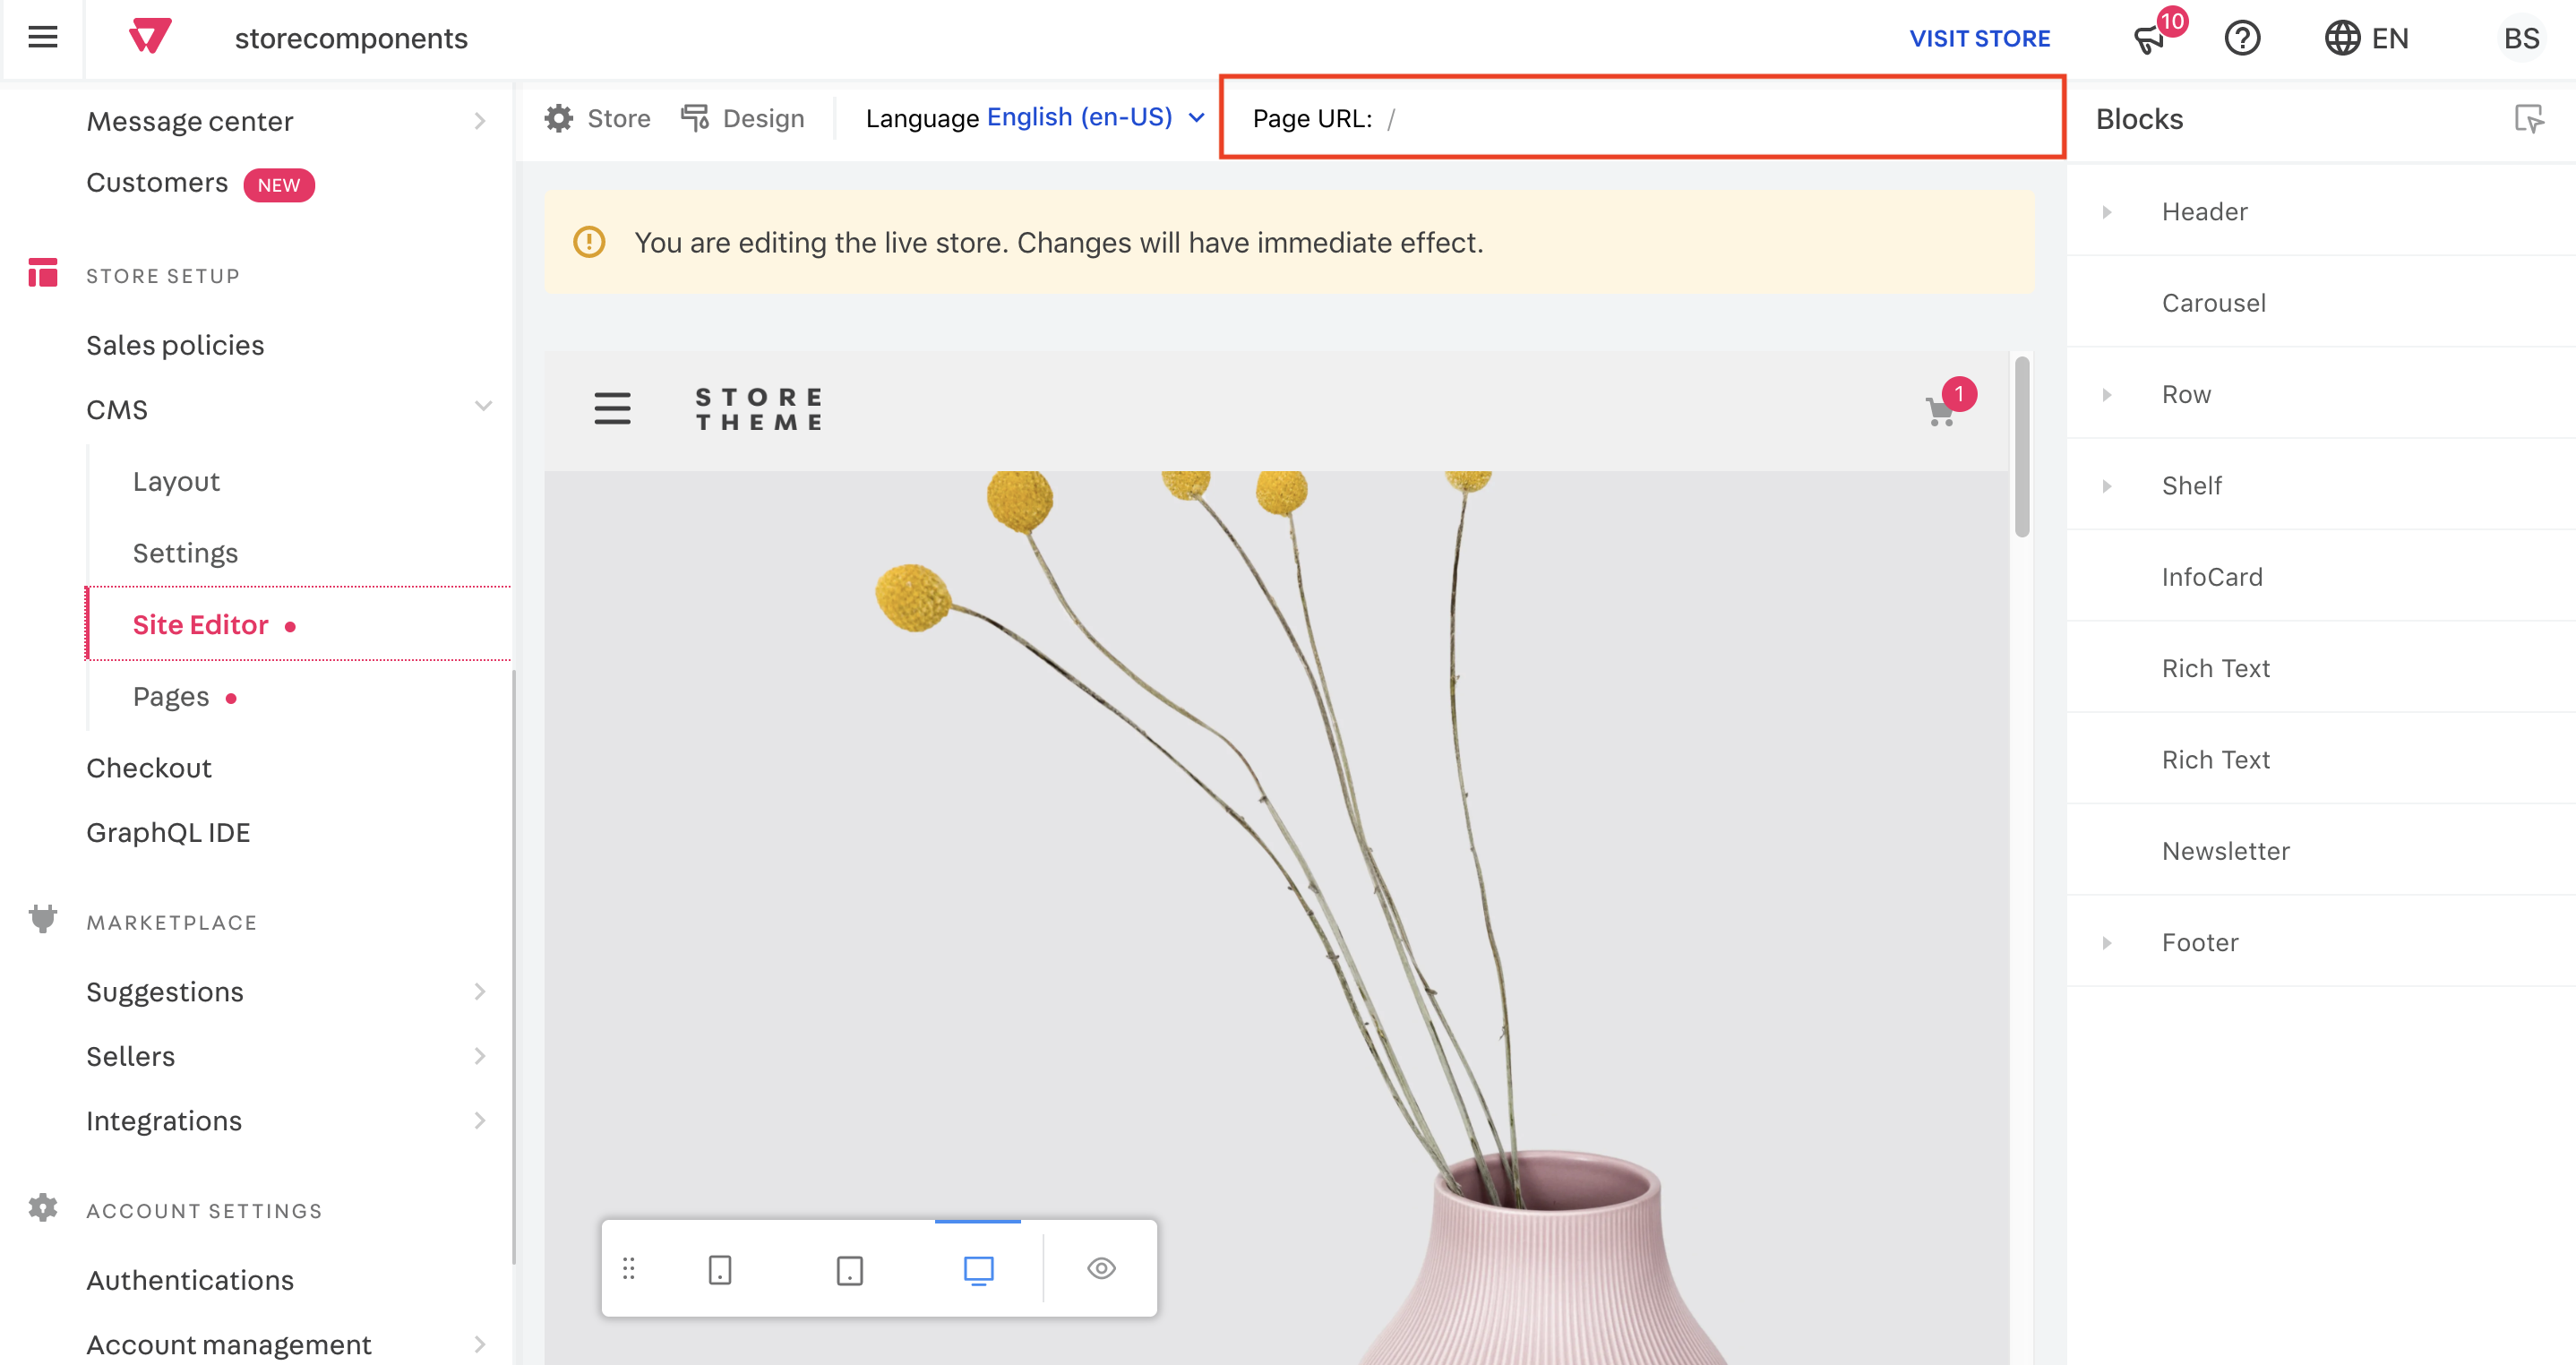 storecomponents
VISIT STORE
10
EN
BS
Message center
Customers NEW
STORE SETUP
Sales policies
CMS
Layout
Settings
Site Editor
Pages
Checkout
GraphQL IDE
MARKETPLACE
Suggestions
Sellers
Integrations
ACCOUNT SETTINGS
Authentications
Account management
Store Design Language English (en-US) Page URL: /
You are editing the live store. Changes will have immediate effect.
STORE
THEME
1
Blocks
Header
Carousel
Row
Shelf
InfoCard
Rich Text
Rich Text
Newsletter
Footer